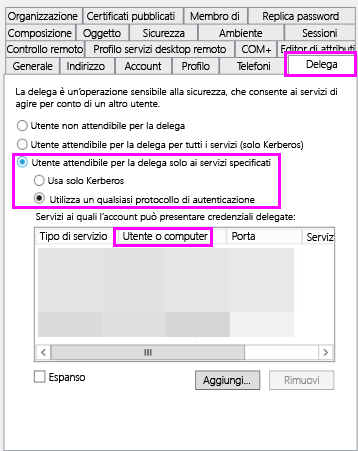 Organizzazione Certificati pubblicati Membro di Replica password
Composizione Oggetto Sicurezza Ambiente Sessioni
Controllo remoto Profilo servizi desktop remoto COM+ Editor di attributi
Generale Indirizzo Account Profilo Telefoni Delega
La delega è un'operazione sensibile alla sicurezza, che consente ai servizi di
agire per conto di un altro utente.
Utente non attendibile per la delega
Utente attendibile per la delega per tutti i servizi (solo Kerberos)
Utente attendibile per la delega solo ai servizi specificati
Usa solo Kerberos
Utilizza un qualsiasi protocollo di autenticazione
Servizi ai quali l'account può presentare credenziali delegate:
Tipo di servizio Utente o computer Porta Serviz
Espanso Aggiungi... Rimuovi